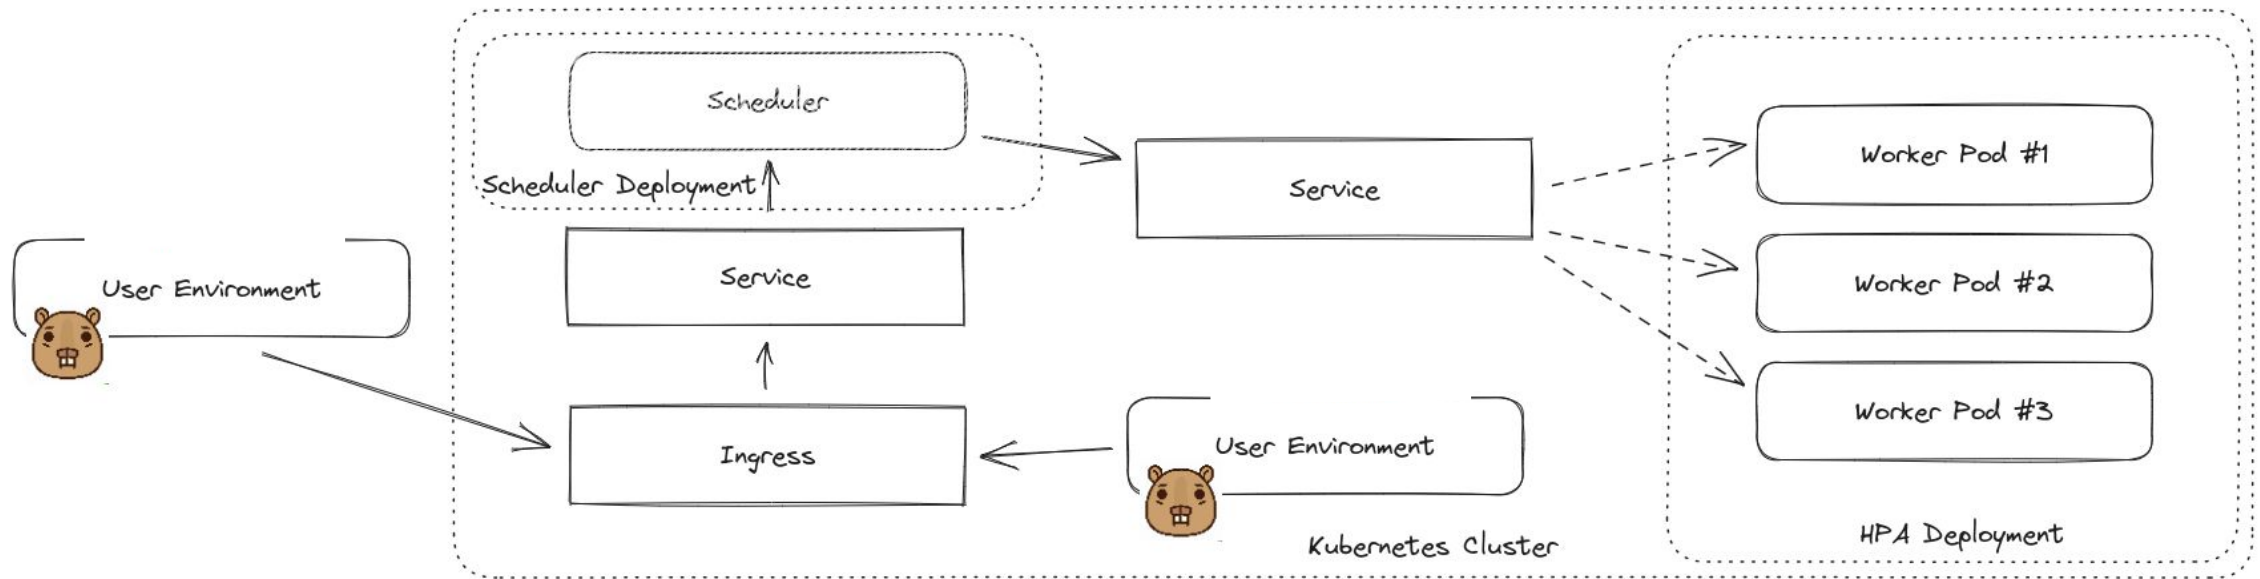 Scheduler
Scheduler Deployment
Service
User Environment
Ingress
Service
User Environment
Kubernetes Cluster
Worker Pod #1
Worker Pod #2
Worker Pod #3
HPA Deployment